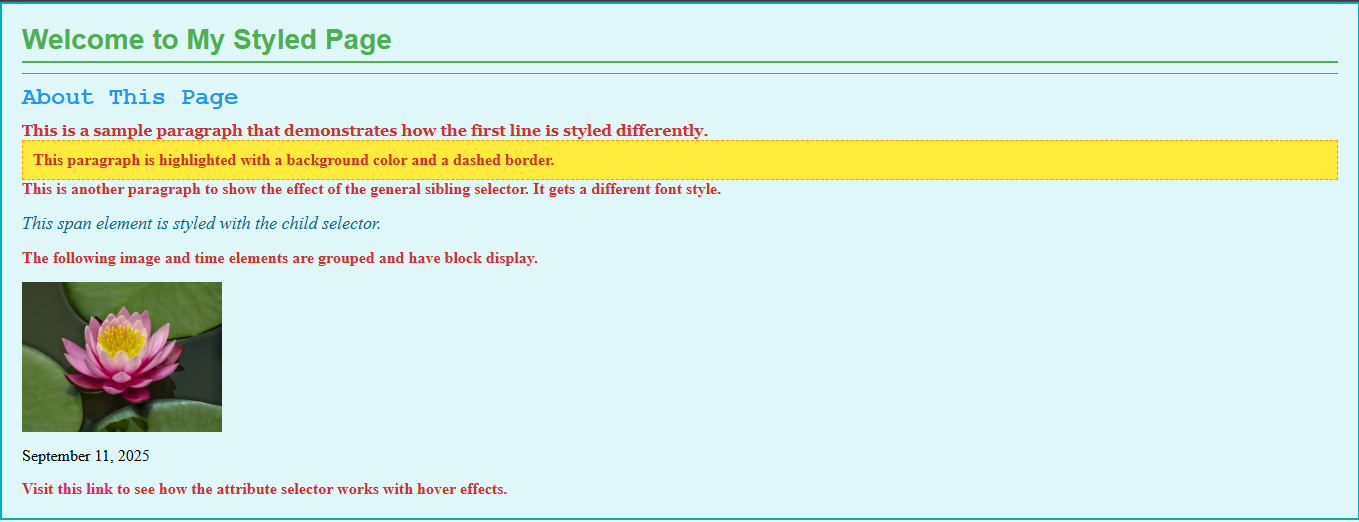 Welcome to My Styled Page
About This Page
This is a sample paragraph that demonstrates how the first line is styled differently.
This paragraph is highlighted with a background color and a dashed border.
This is another paragraph to show the effect of the general sibling selector. It gets a different font style.
This span element is styled with the child selector.
The following image and time elements are grouped and have block display.
September 11, 2025
Visit this link to see how the attribute selector works with hover effects.